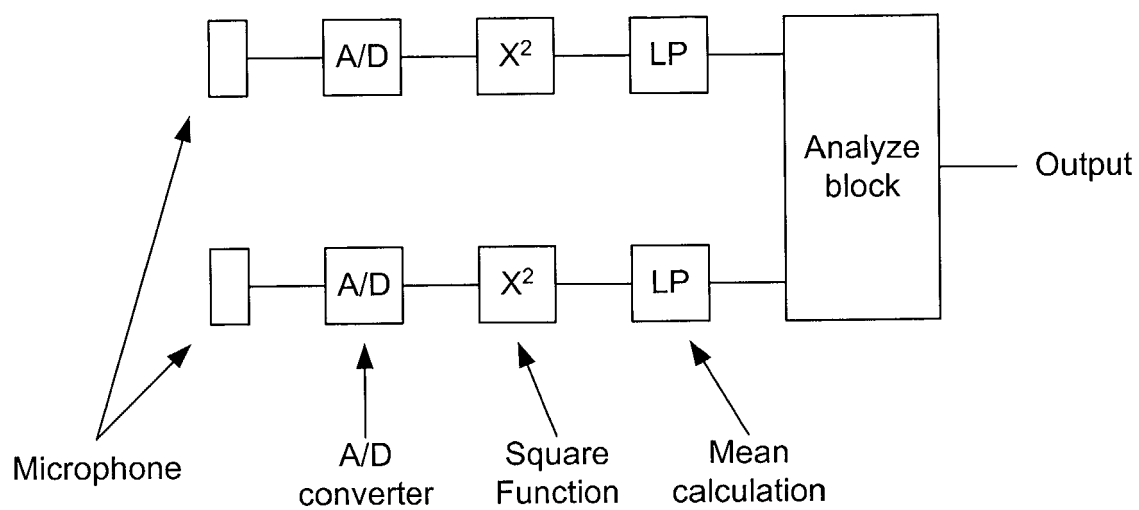 A/D
X²
LP
Analyze
block
Output
A/D
X²
LP
Microphone
A/D
converter
Square
Function
Mean
calculation